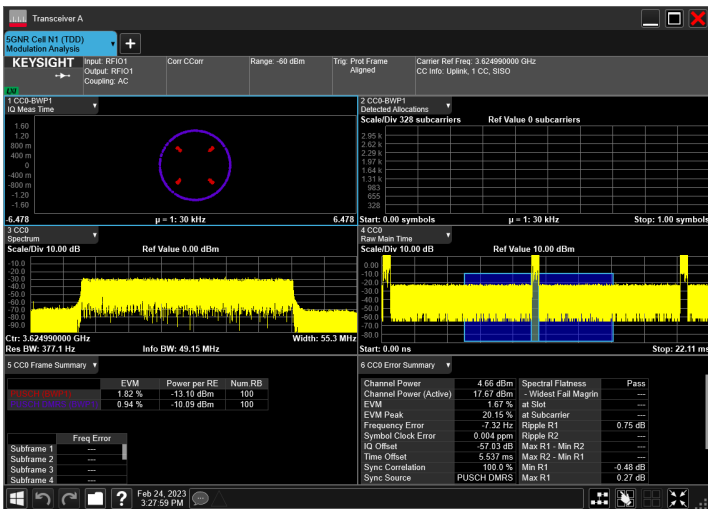 Transceiver A
5GNR Cell N1 (TDD)
Modulation Analysis
KEYSIGHT
LXI
Input: RFIO1
Output: RFIO1
Coupling: AC
Corr CCorr
Range: -60 dBm
Trig: Prot Frame
Aligned
Carrier Ref Freq: 3.624990000 GHz
CC Info: Uplink, 1 CC, SISO
1 CC0-BWP1
IQ Meas Time
1.60
1.20
800 m
400 m
0
-400 m
-800 m
-1.20
-1.60
-6.478 µ = 1: 30 kHz 6.478
2 CC0-BWP1
Detected Allocations
Scale/Div 328 subcarriers Ref Value 0 subcarriers
2.95 k
2.62 k
2.29 k
1.97 k
1.64 k
1.31 k
983
655
328
Start: 0.00 symbols µ = 1: 30 kHz Stop: 1.00 symbols
3 CC0
Spectrum
Scale/Div 10.00 dB Ref Value 0.00 dBm
-10.0
-20.0
-30.0
-40.0
-50.0
-60.0
-70.0
-80.0
-90.0
Ctr: 3.624990000 GHz Width: 55.3 MHz
Res BW: 377.1 Hz Info BW: 49.15 MHz
4 CC0
Raw Main Time
Scale/Div 10.00 dB Ref Value 10.00 dBm
0.00
-10.0
-20.0
-30.0
-40.0
-50.0
-60.0
-70.0
-80.0
Start: 0.00 ns Stop: 22.11 ms
5 CC0 Frame Summary
EVM Power per RE Num.RB
PUSCH (BWP1) 1.82 % -13.10 dBm 100
0.94 % -10.09 dBm 100
Freq Error
Subframe 1 ---
Subframe 2 ---
Subframe 3 ---
Subframe 4 ---
6 CC0 Error Summary
Channel Power 4.66 dBm Spectral Flatness Pass
Channel Power (Active) 17.67 dBm - Widest Fail Magrin ---
EVM 1.67 % at Slot ---
EVM Peak 20.15 % at Subcarrier ---
Frequency Error -7.32 Hz Ripple R1 0.75 dB
Symbol Clock Error 0.004 ppm Ripple R2 ---
IQ Offset -57.03 dB Max R1 - Min R2 ---
Time Offset 5.537 ms Max R2 - Min R1 ---
Sync Correlation 100.0 % Min R1 -0.48 dB
Sync Source PUSCH DMRS Max R1 0.27 dB
Feb 24, 2023
3:27:59 PM